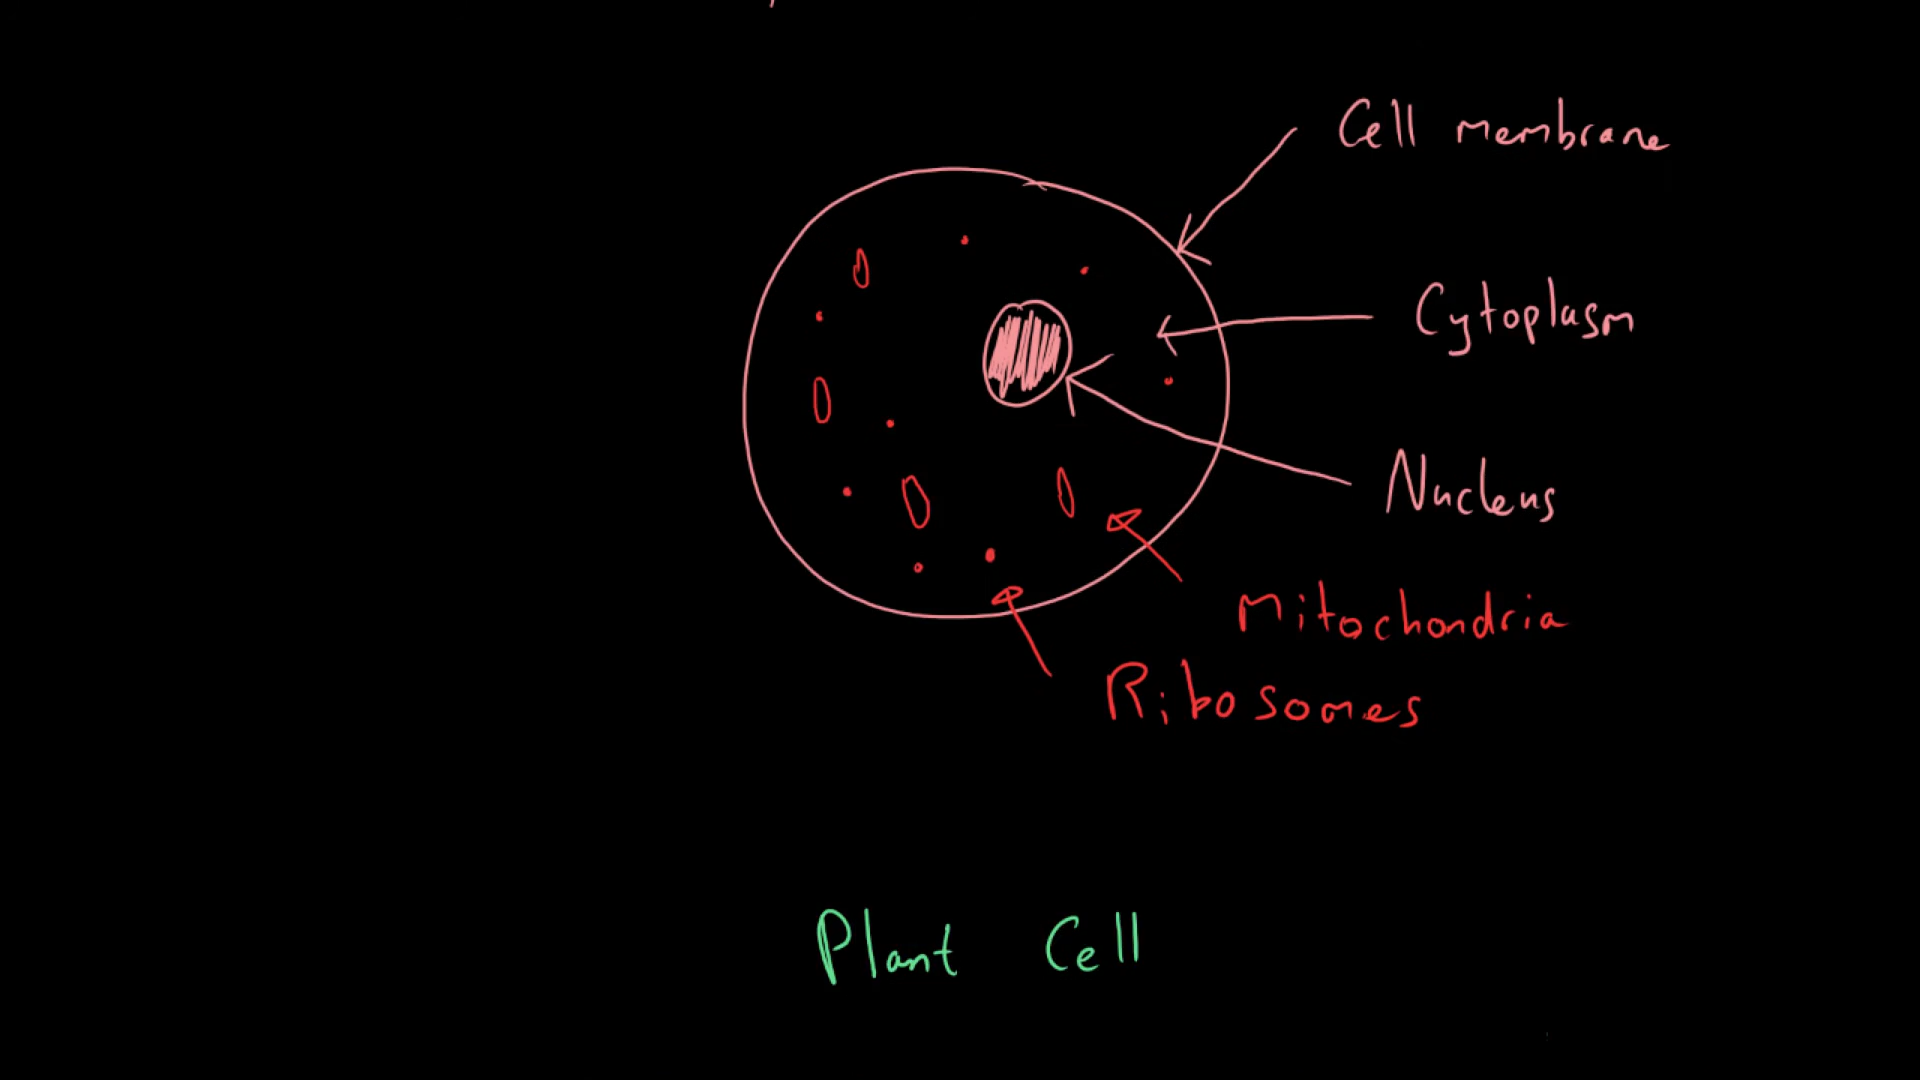 Cell membrane
Cytoplasm
Nucleus
Mitochondria
Ribosomes
Plant Cell